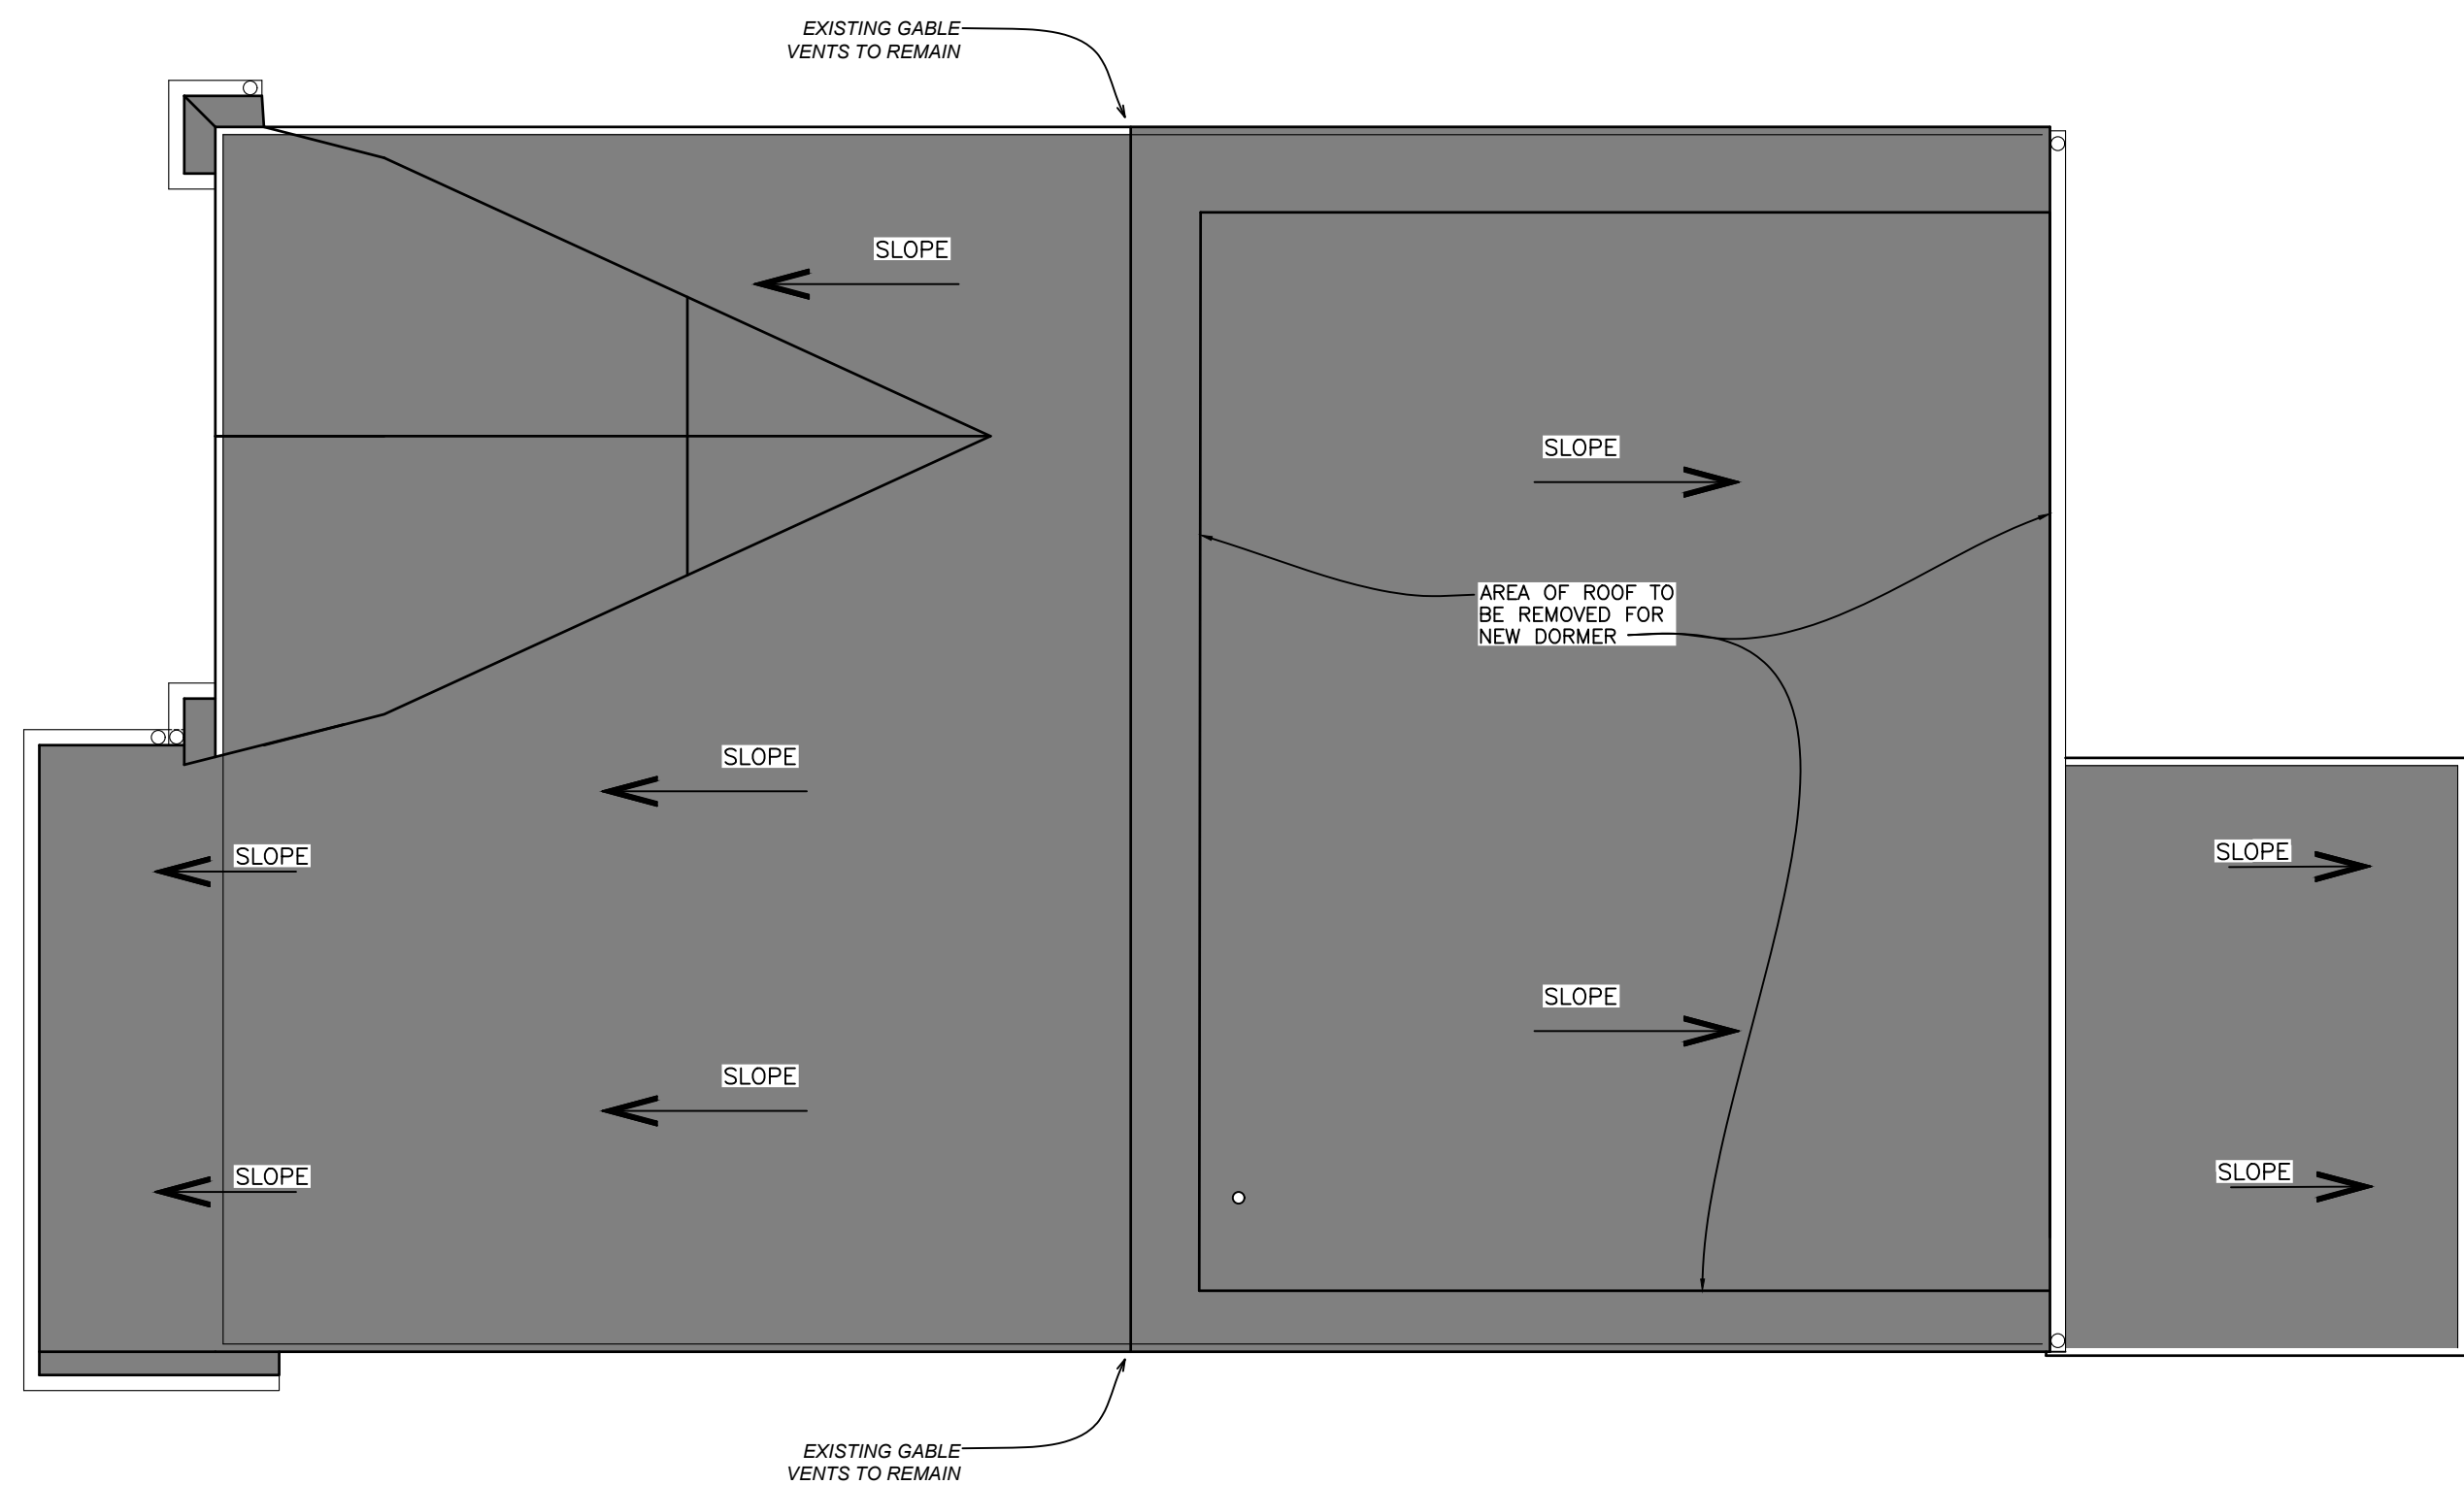 EXISTING GABLE
VENTS TO REMAIN
SLOPE
SLOPE
AREA OF ROOF TO
BE REMOVED FOR
NEW DORMER
SLOPE
SLOPE
SLOPE
SLOPE
SLOPE
SLOPE
SLOPE
EXISTING GABLE
VENTS TO REMAIN